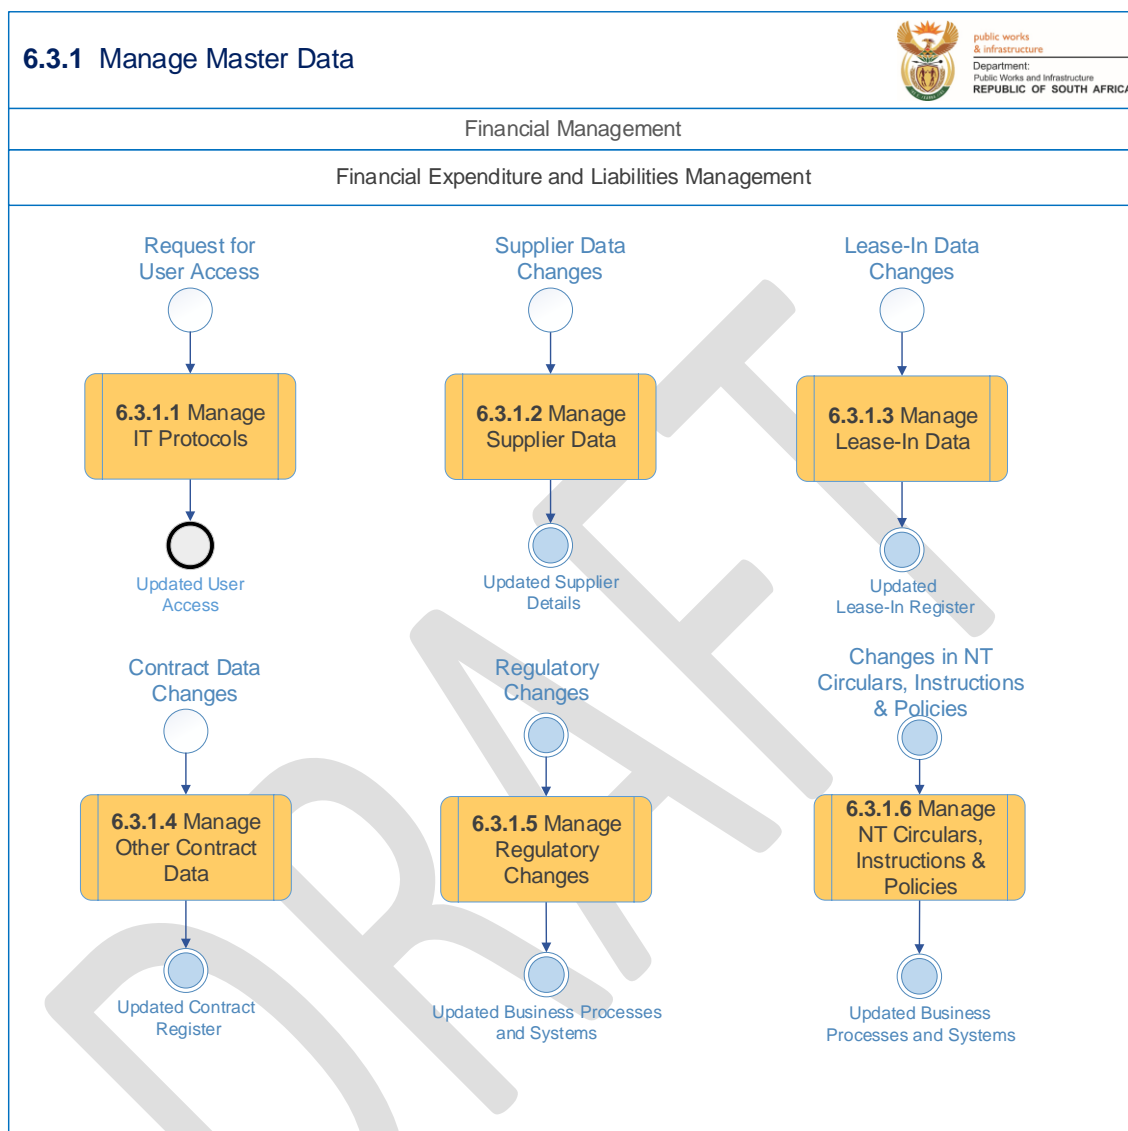 6.3.1 Manage Master Data
public works
& infrastructure
Department:
Public Works and Infrastructure
REPUBLIC OF SOUTH AFRICA
Financial Management
Financial Expenditure and Liabilities Management
Request for
User Access
Supplier Data
Changes
Lease-In Data
Changes
6.3.1.1 Manage
IT Protocols
6.3.1.2 Manage
Supplier Data
6.3.1.3 Manage
Lease-In Data
Updated User
Access
Updated Supplier
Details
Updated
Lease-In Register
Contract Data
Changes
Regulatory
Changes
Changes in NT
Circulars, Instructions
& Policies
6.3.1.4 Manage
Other Contract
Data
6.3.1.5 Manage
Regulatory
Changes
6.3.1.6 Manage
NT Circulars,
Instructions &
Policies
Updated Contract
Register
Updated Business Processes
and Systems
Updated Business
Processes and Systems
DRAFT